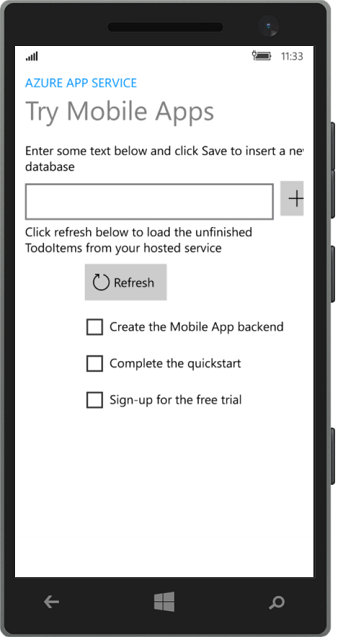 11:33
AZURE APP SERVICE
Try Mobile Apps
Enter some text below and click Save to insert a
database
Click refresh below to load the unfinished
TodoItems from your hosted service
Refresh
Create the Mobile App backend
Complete the quickstart
Sign-up for the free trial